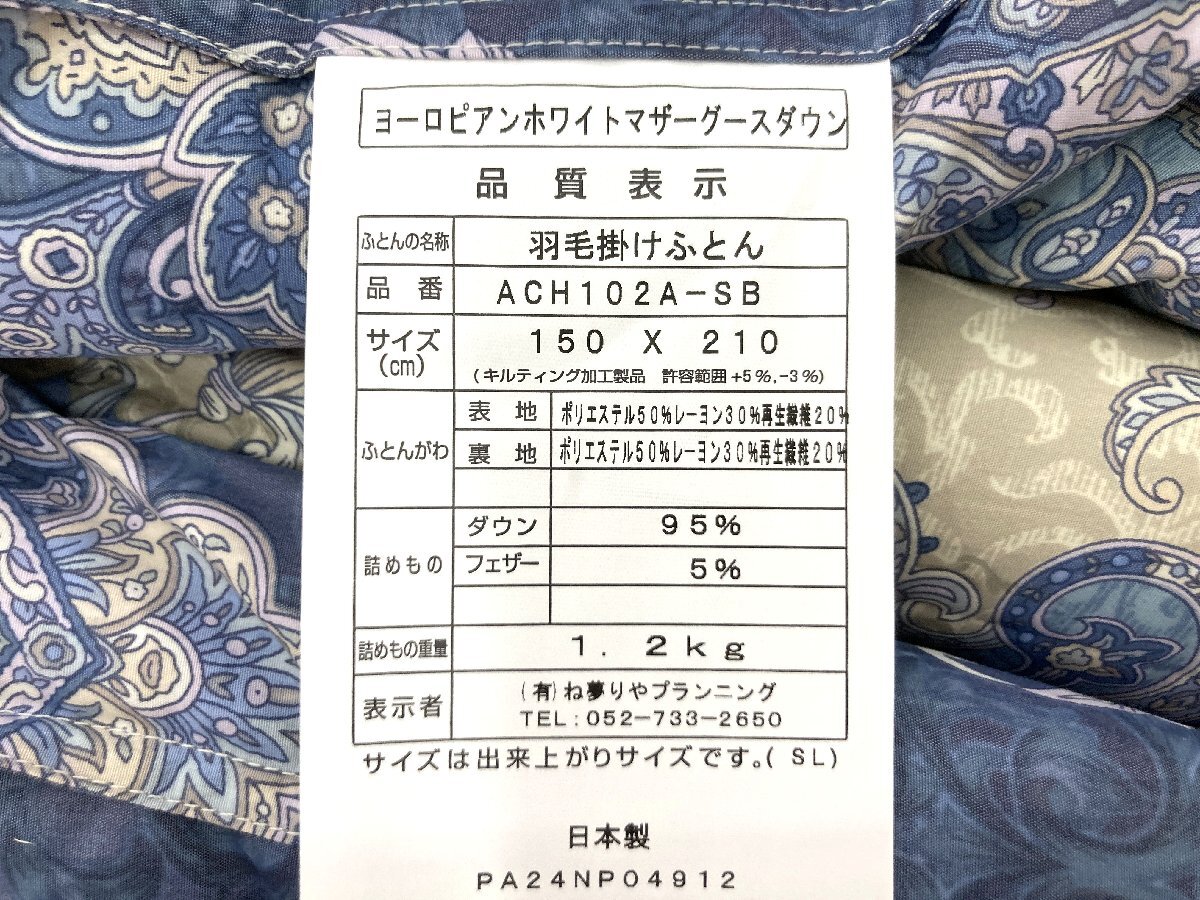 ヨーロピアンホワイトマザーグースダウン
品質表示
ふとんの名称 羽毛掛けふとん
品番 ACH102A-SB
サイズ(cm) 150 X 210
(キルティング加工製品 許容範囲+5%,-3%)
ふとんがわ 表地 ポリエステル50%レーヨン30%再生繊維20%
裏地 ポリエステル50%レーヨン30%再生繊維20%
詰めもの ダウン 95%
フェザー 5%
詰めもの重量 1.2kg
表示者 (有)ね夢りやプランニング
TEL:052-733-2650
サイズは出来上がりサイズです。(SL)
日本製
PA24NP04912